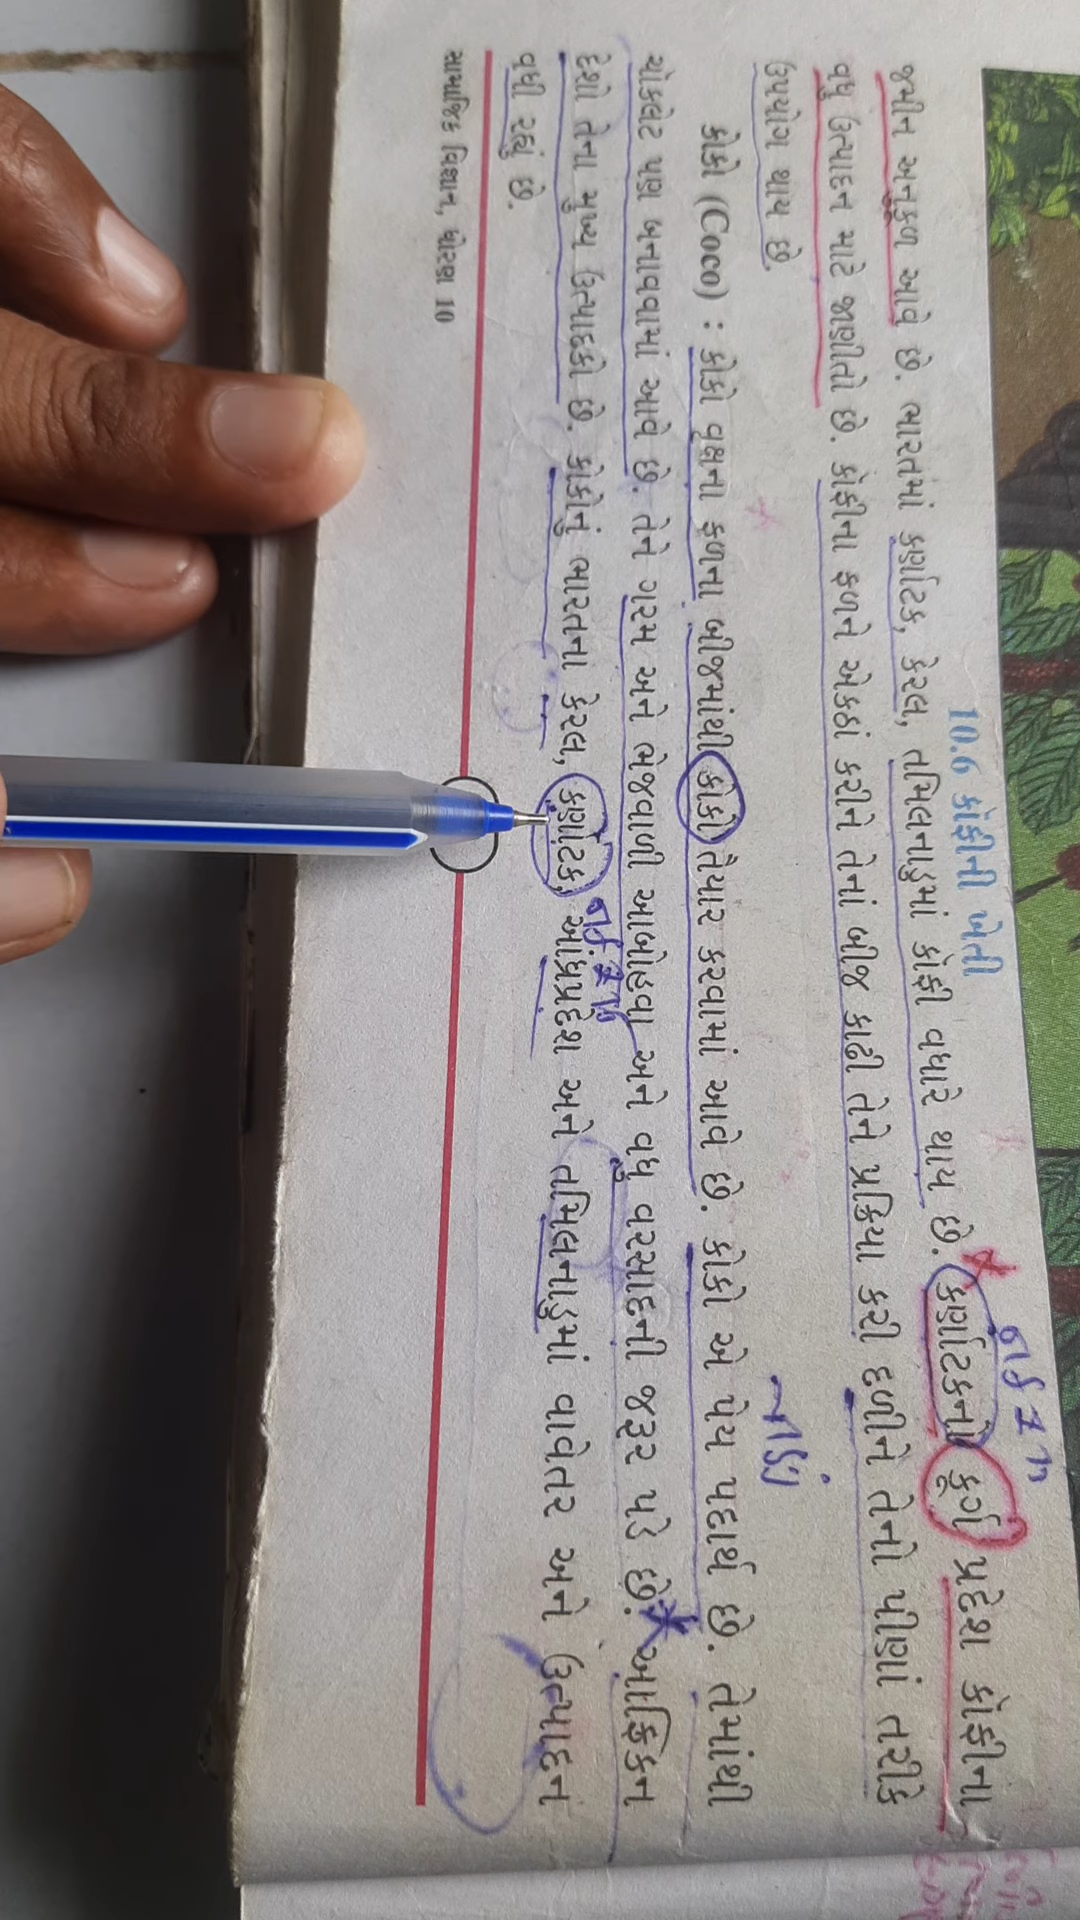 10.6 કોફીની ખેતી
જમીન અનુકૂળ આવે છે. ભારતમાં કર્ણાટક, કેરલ, તમિલનાડુમાં કોફી વધારે થાય છે. કર્ણાટકનો કૂર્ગ પ્રદેશ કોફીના
વધુ ઉત્પાદન માટે જાણીતો છે. કોફીના ફળને એકઠાં કરીને તેનાં બીજ કાઢી તેને પ્રક્રિયા કરી દળીને તેનો પીણાં તરીકે
ઉપયોગ થાય છે.
કોકો (Coco) : કોકો વૃક્ષના ફળના બીજમાંથી કોકો તૈયાર કરવામાં આવે છે. કોકો એ પેય પદાર્થ છે. તેમાંથી
ચોકલેટ પણ બનાવવામાં આવે છે. તેને ગરમ અને ભેજવાળી આબોહવા અને વધુ વરસાદની જરૂર પડે છે. આફ્રિકન
દેશો તેના મુખ્ય ઉત્પાદકો છે. કોકોનું ભારતના કેરલ, કર્ણાટક, આંધ્રપ્રદેશ અને તમિલનાડુમાં વાવેતર અને ઉત્પાદન
વધી રહ્યું છે.
સામાજિક વિજ્ઞાન, ધોરણ 10